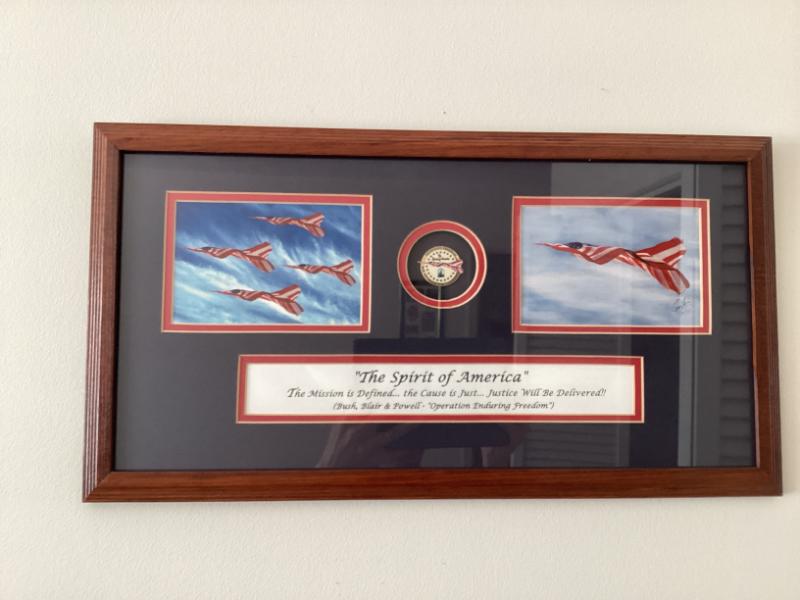 "The Spirit of America"
The Mission is Defined... the Cause is Just... Justice Will Be Delivered!!
(Bush, Blair & Powell - "Operation Enduring Freedom")